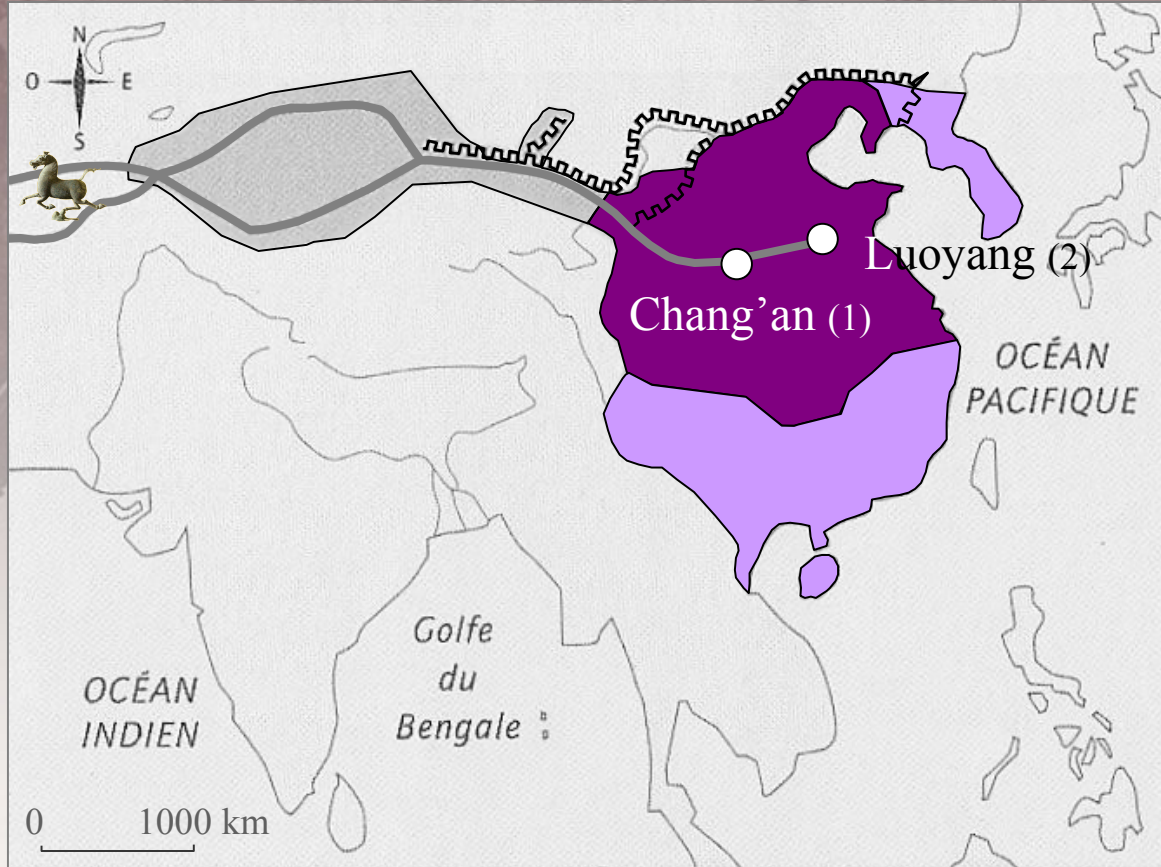 N
O E
S
Luoyang (2)
Chang’an (1)
OCÉAN
PACIFIQUE
Golfe
du
Bengale
OCÉAN
INDIEN
0 1000 km